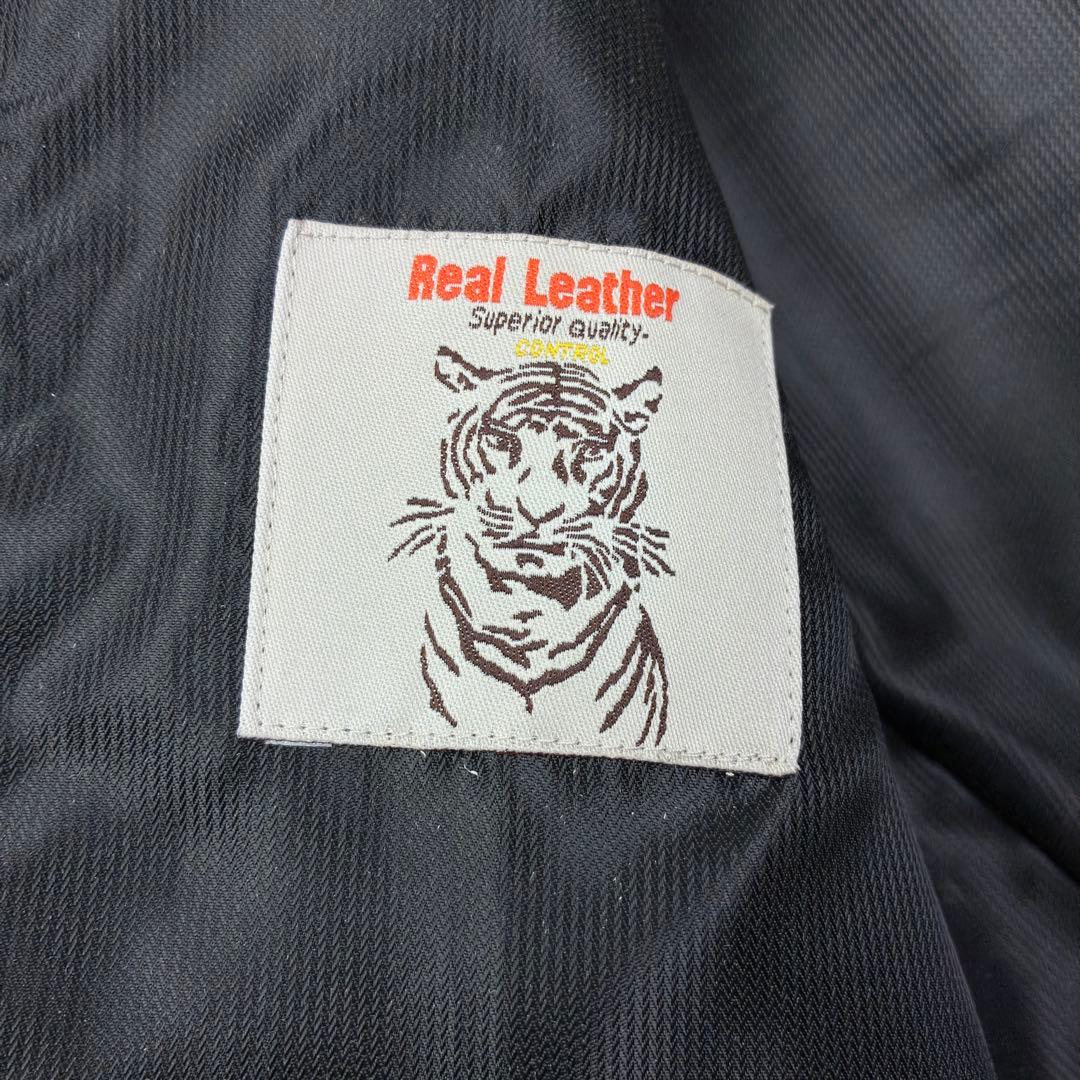 Real Leather
Superior Quality-
CONTROL